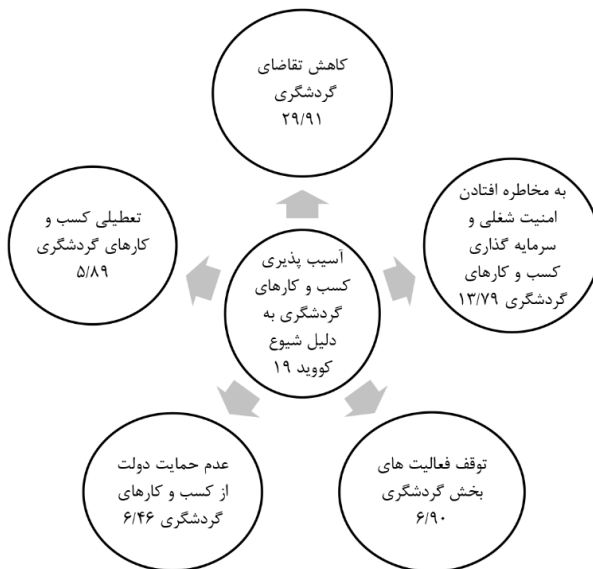 کاهش تقاضای
گردشگری
۲۹/۹۱
به مخاطره افتادن
امنیت شغلی و
سرمایه گذاری
کسب و کارهای
گردشگری ۱۳/۷۹
تعطیلی کسب و
کارهای گردشگری
۵/۸۹
آسیب پذیری
کسب و کارهای
گردشگری به
دلیل شیوع
کووید ۱۹
توقف فعالیت های
بخش گردشگری
۶/۹۰
عدم حمایت دولت
از کسب و کارهای
گردشگری ۶/۴۶